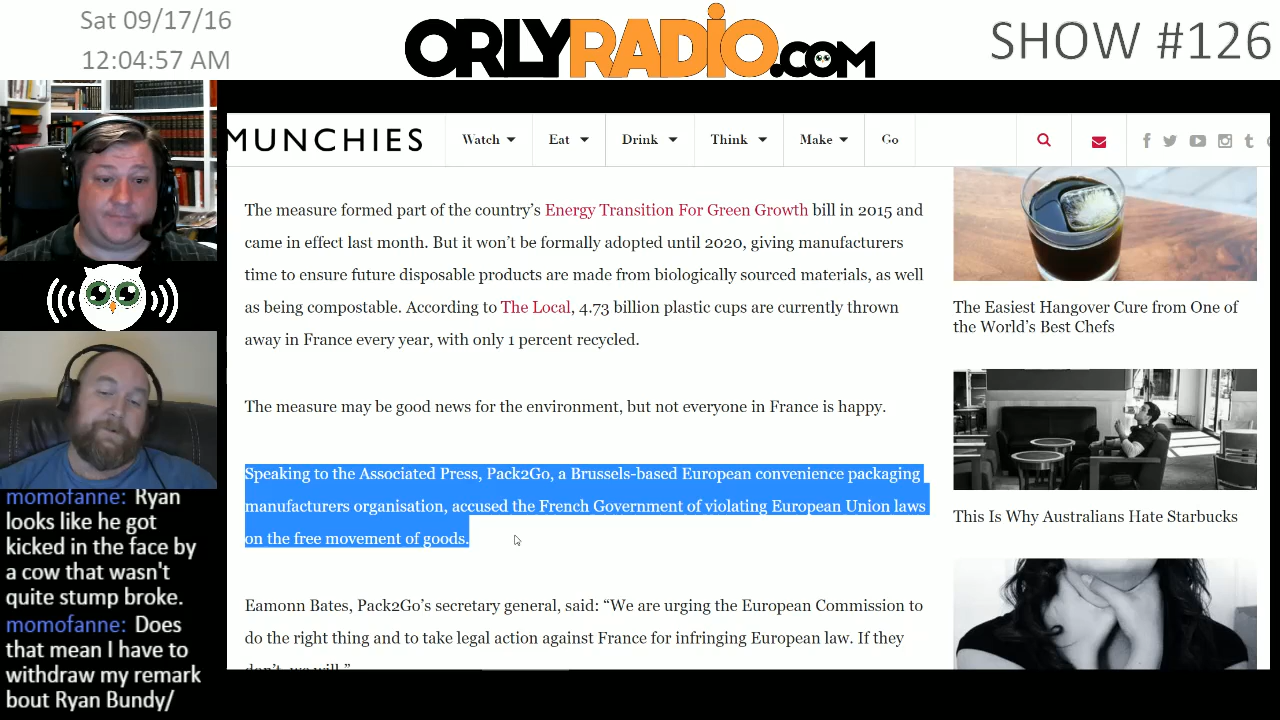 Sat 09/17/16
12:04:57 AM
ORLYRADIO.COM
SHOW #126
MUNCHIES
Watch
Eat
Drink
Think
Make
Go
The measure formed part of the country’s Energy Transition For Green Growth bill in 2015 and
came in effect last month. But it won’t be formally adopted until 2020, giving manufacturers
time to ensure future disposable products are made from biologically sourced materials, as well
as being compostable. According to The Local, 4.73 billion plastic cups are currently thrown
away in France every year, with only 1 percent recycled.
The measure may be good news for the environment, but not everyone in France is happy.
Speaking to the Associated Press, Pack2Go, a Brussels-based European convenience packaging
manufacturers organisation, accused the French Government of violating European Union laws
on the free movement of goods.
Eamonn Bates, Pack2Go’s secretary general, said: “We are urging the European Commission to
do the right thing and to take legal action against France for infringing European law. If they
don’t, we will.”
The Easiest Hangover Cure from One of
the World’s Best Chefs
This Is Why Australians Hate Starbucks
momofanne: Ryan
looks like he got
kicked in the face by
a cow that wasn't
quite stump broke.
momofanne: Does
that mean I have to
withdraw my remark
bout Ryan Bundy/